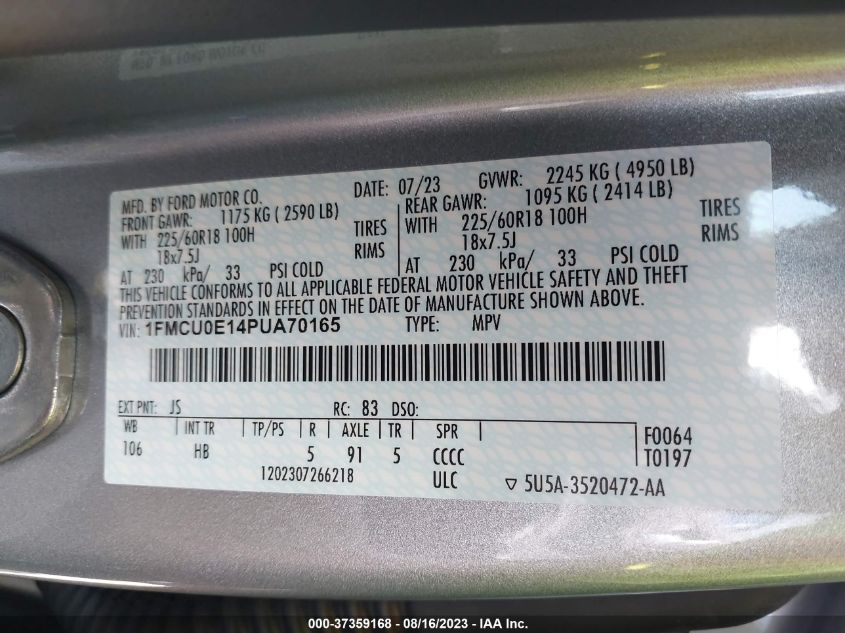 MFD. BY FORD MOTOR CO.
DATE: 07/23 GVWR: 2245 KG ( 4950 LB)
FRONT GAWR: 1175 KG ( 2590 LB)
WITH 225/60R18 100H TIRES
18x7.5J RIMS
AT 230 kPa/ 33 PSI COLD
REAR GAWR: 1095 KG ( 2414 LB)
WITH 225/60R18 100H TIRES
18x7.5J RIMS
AT 230 kPa/ 33 PSI COLD
THIS VEHICLE CONFORMS TO ALL APPLICABLE FEDERAL MOTOR VEHICLE SAFETY AND THEFT
PREVENTION STANDARDS IN EFFECT ON THE DATE OF MANUFACTURE SHOWN ABOVE.
VIN: 1FMCU0E14PUA70165 TYPE: MPV
EXT PNT: JS RC: 83 DSO:
WB INT TR TP/PS R AXLE TR SPR
106 HB 5 91 5 CCCC
F0064
T0197
1202307266218 ULC ▽ 5U5A-3520472-AA
000-37359168 - 08/16/2023 - IAA Inc.